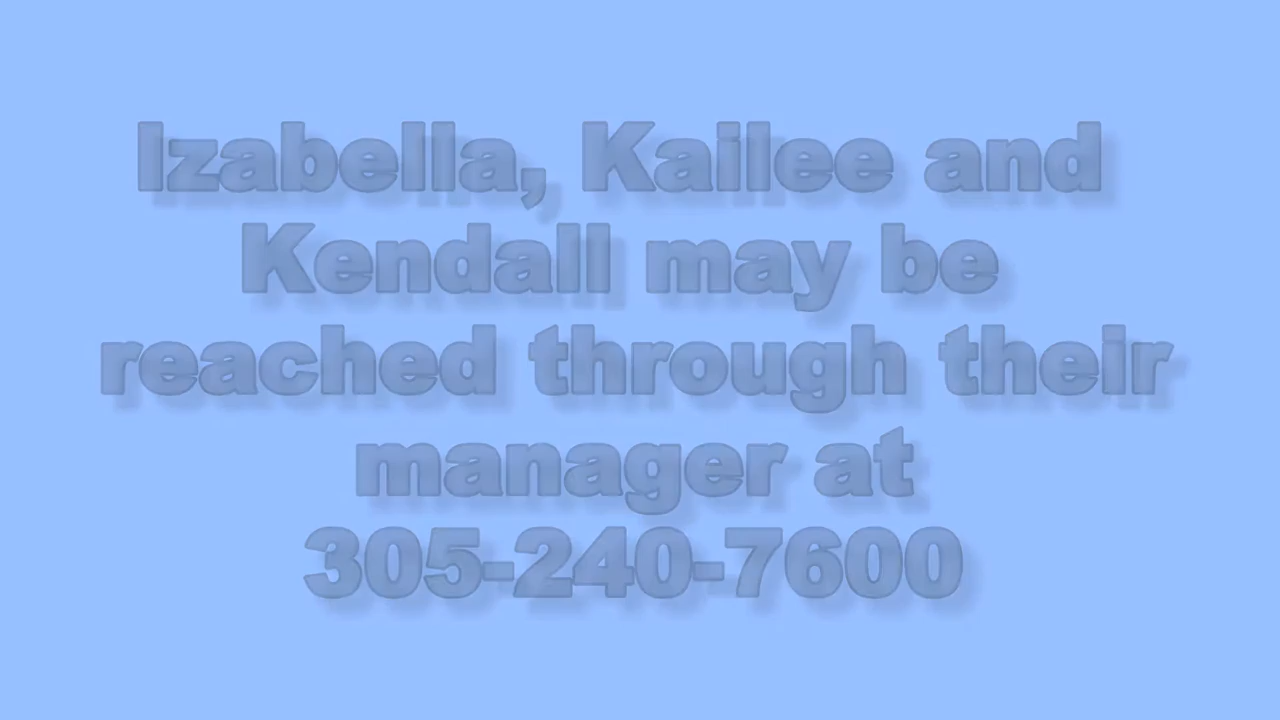 Izabella, Kailee and
Kendall may be
reached through their
manager at
305-240-7600